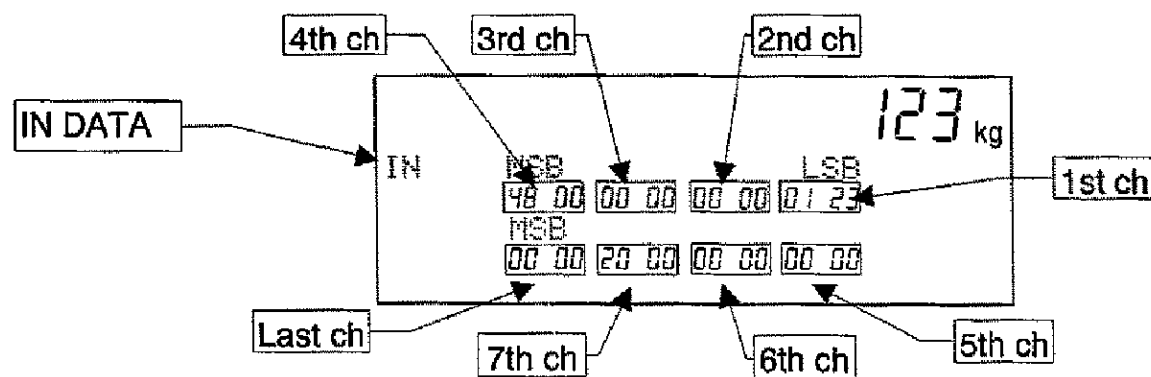 4th ch 3rd ch 2nd ch
IN DATA
123 kg
IN MSB LSB
1st ch
48 00 00 00 00 00 01 23
MSB
00 00 20 00 00 00 00 00
Last ch 7th ch 6th ch 5th ch